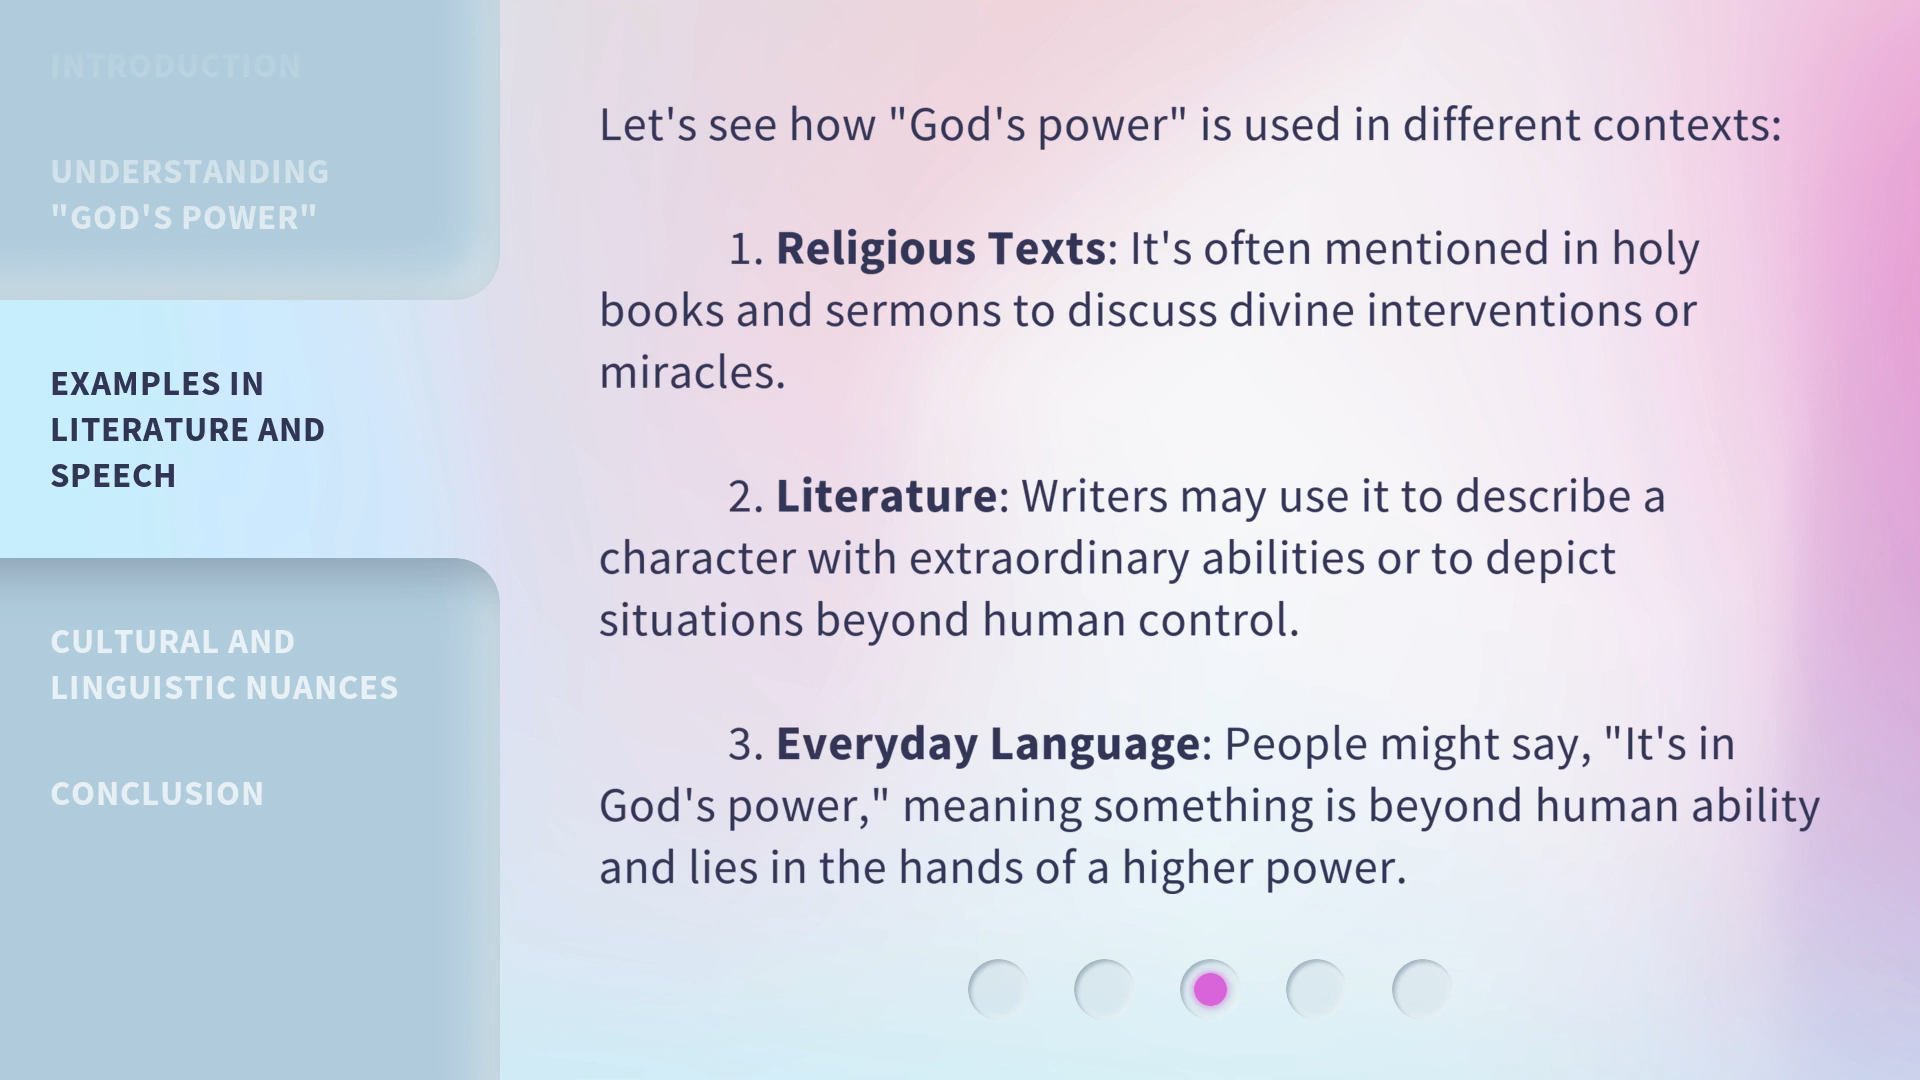 INTRODUCTION
UNDERSTANDING
"GOD'S POWER"
EXAMPLES IN
LITERATURE AND
SPEECH
CULTURAL AND
LINGUISTIC NUANCES
CONCLUSION
Let's see how "God's power" is used in different contexts:
1. Religious Texts: It's often mentioned in holy
books and sermons to discuss divine interventions or
miracles.
2. Literature: Writers may use it to describe a
character with extraordinary abilities or to depict
situations beyond human control.
3. Everyday Language: People might say, "It's in
God's power," meaning something is beyond human ability
and lies in the hands of a higher power.